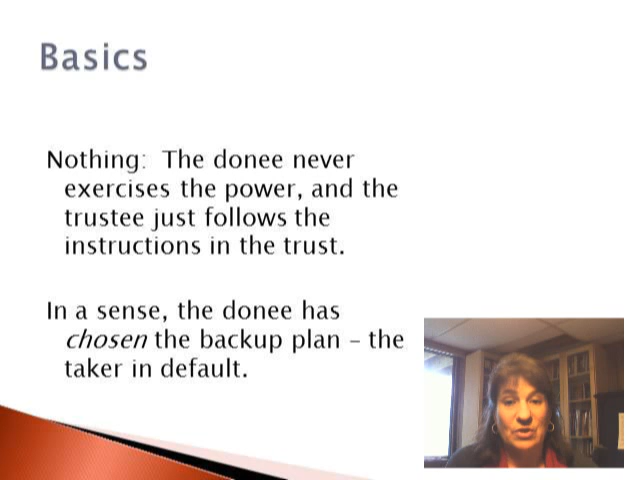 Basics
Nothing:  The donee never
exercises the power, and the
trustee just follows the
instructions in the trust.
In a sense, the donee has
chosen the backup plan – the
taker in default.